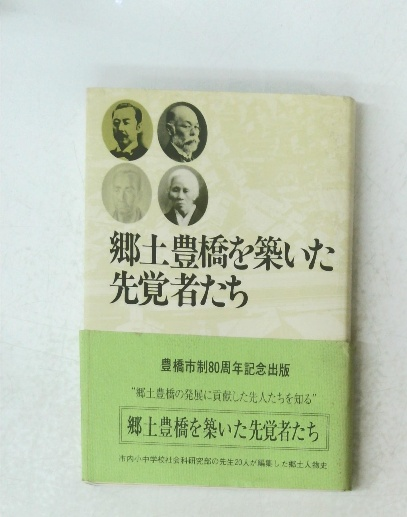 郷土豊橋を築いた
先覚者たち
豊橋市制80周年記念出版
"郷土豊橋の発展に貢献した先人たちを知る"
郷土豊橋を築いた先覚者たち
市内小中学校社会科研究部の先生23人が編集した郷土人物史